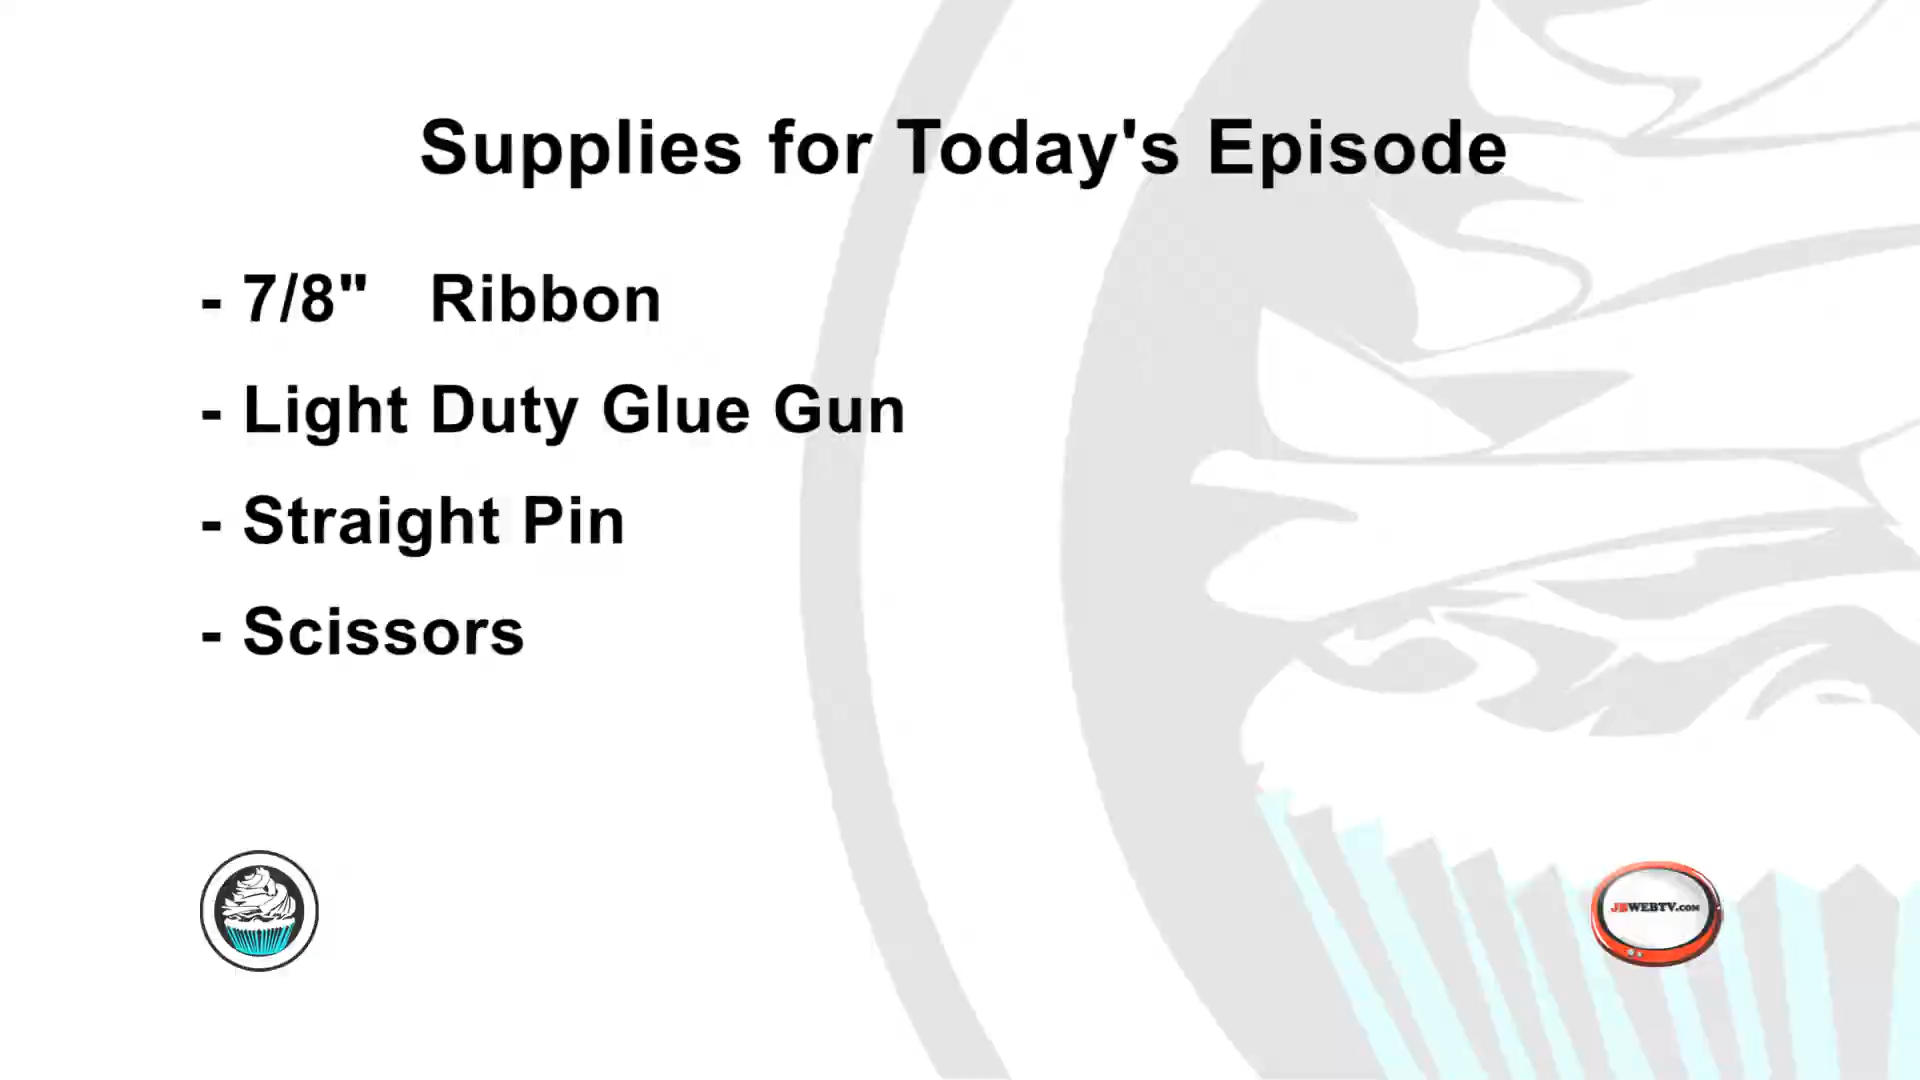 Supplies for Today's Episode
- 7/8" Ribbon
- Light Duty Glue Gun
- Straight Pin
- Scissors
JBWEBTV.COM